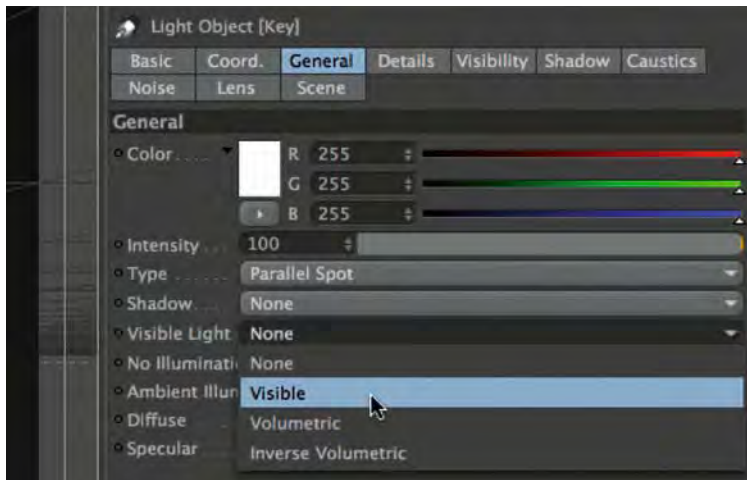 Light Object [Key]
Basic Coord. General Details Visibility Shadow Caustics
Noise Lens Scene
General
Color R 255
G 255
B 255
Intensity 100
Type Parallel Spot
Shadow None
Visible Light None
No Illuminati None
Ambient Illun Visible
Diffuse Volumetric
Specular Inverse Volumetric